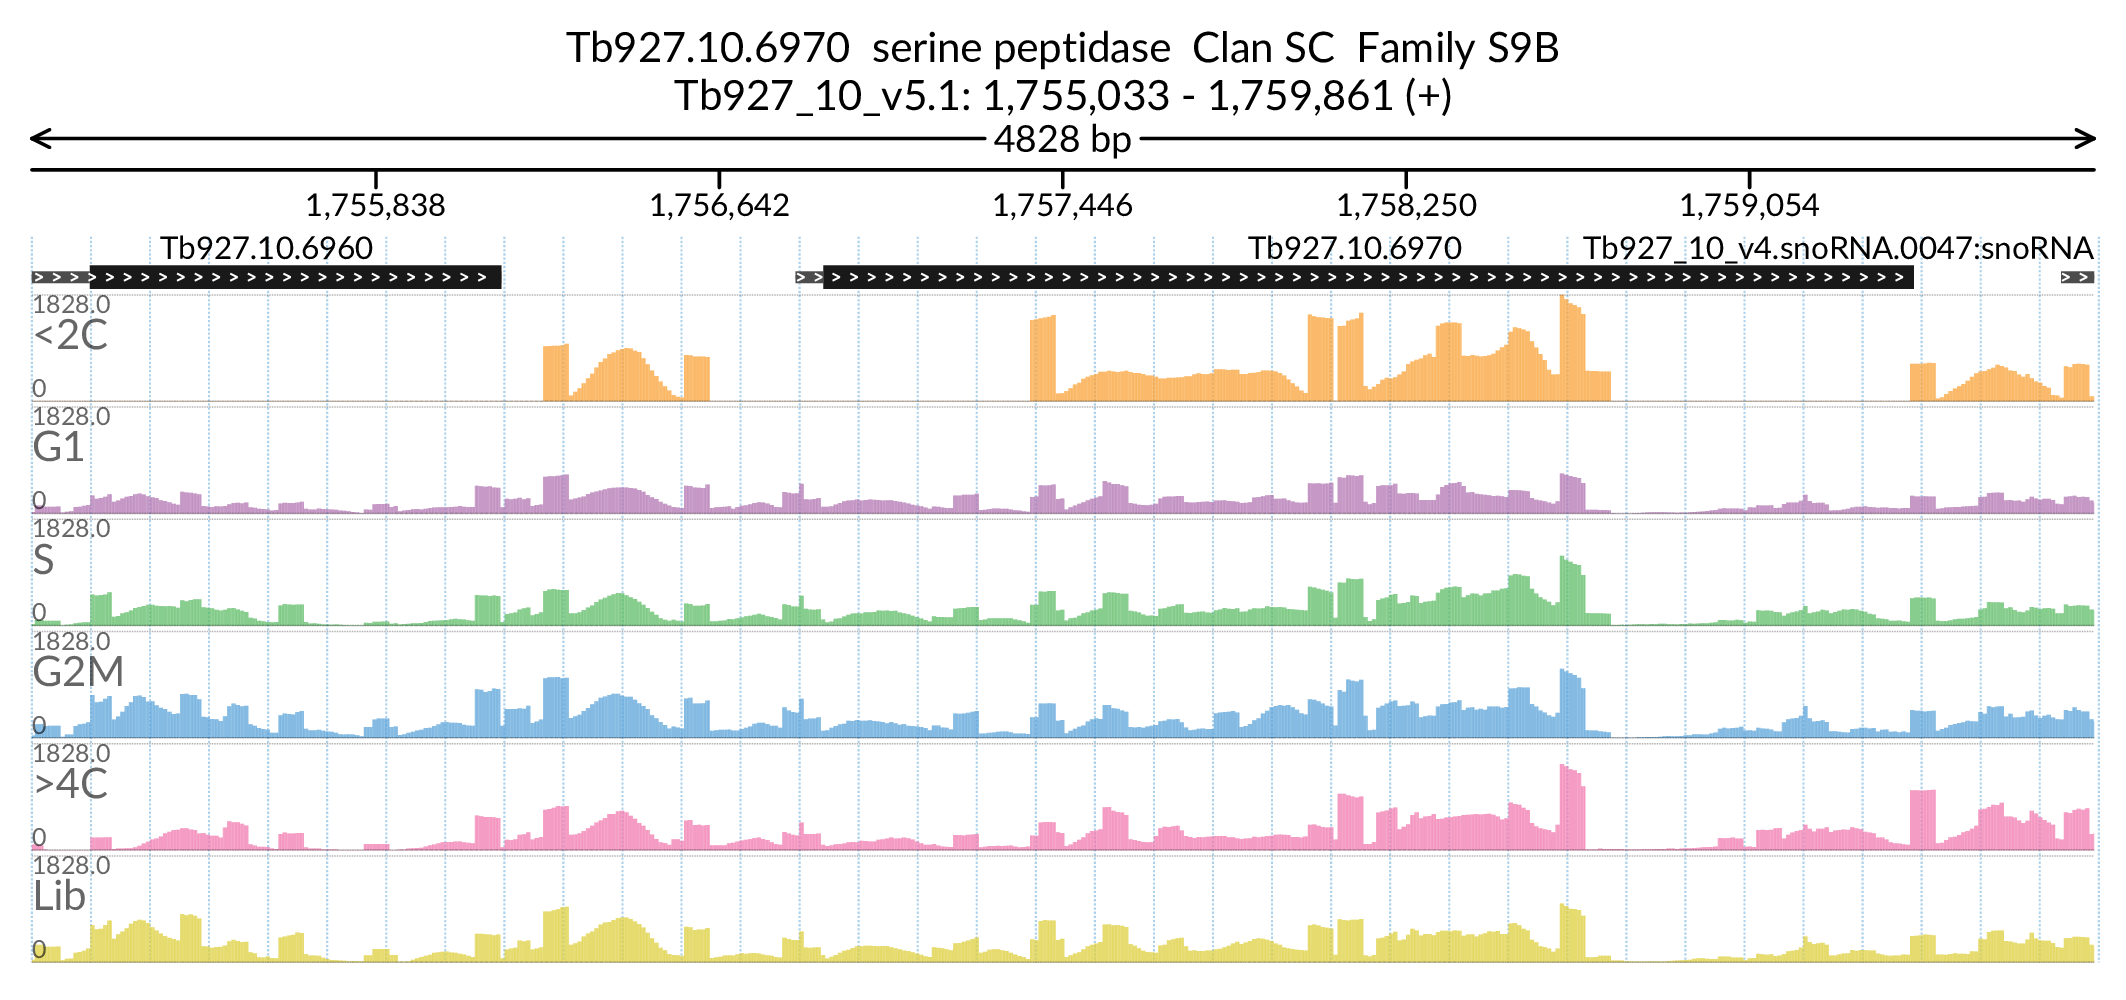 Tb927.10.6970  serine peptidase  Clan SC  Family S9B
Tb927_10_v5.1: 1,755,033 - 1,759,861 (+)
4828 bp
1,755,838 1,756,642 1,757,446 1,758,250 1,759,054
Tb927.10.6960 Tb927.10.6970 Tb927_10_v4.snoRNA.0047:snoRNA
1828.0
<2C
0
1828.0
G1
0
1828.0
S
0
1828.0
G2M
0
1828.0
>4C
0
1828.0
Lib
0